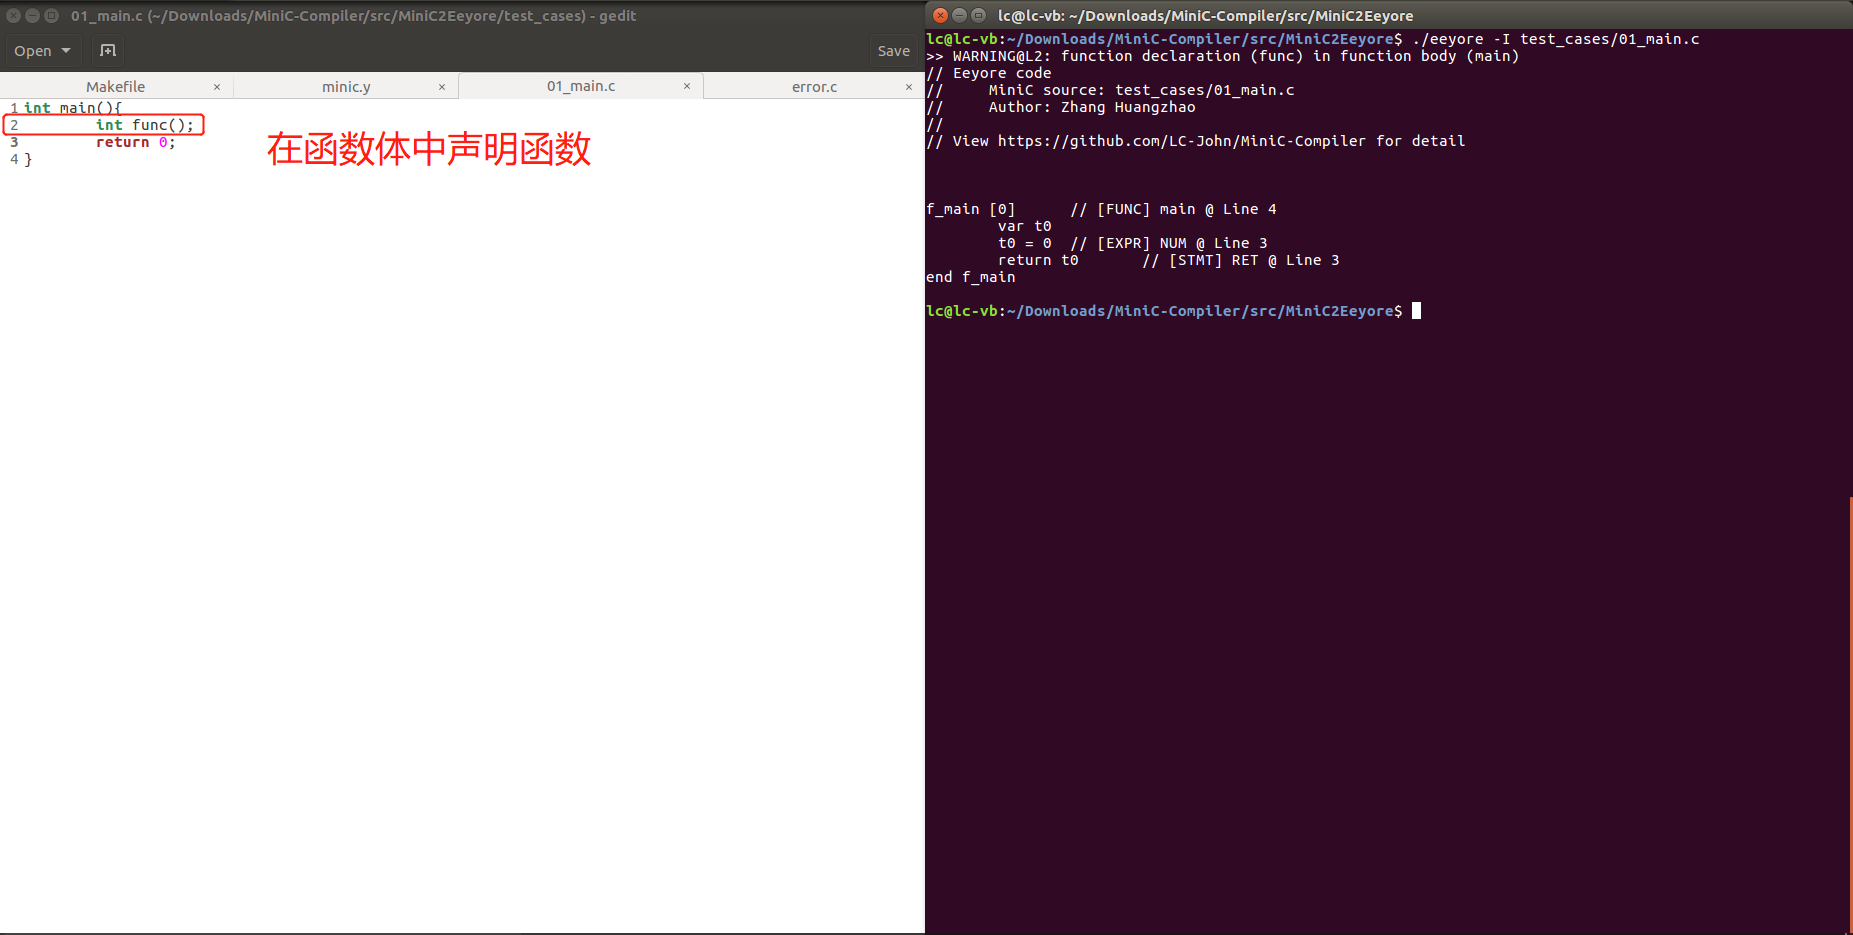 01_main.c (~/Downloads/MiniC-Compiler/src/MiniC2Eeyore/test_cases) - gedit
Open
Save
Makefile × minic.y × 01_main.c × error.c ×
1 int main(){
2 int func();
3 return 0;
4 }
在函数体中声明函数
lc@lc-vb: ~/Downloads/MiniC-Compiler/src/MiniC2Eeyore
lc@lc-vb:~/Downloads/MiniC-Compiler/src/MiniC2Eeyore$ ./eeyore -I test_cases/01_main.c
>> WARNING@L2: function declaration (func) in function body (main)
// Eeyore code
// MiniC source: test_cases/01_main.c
// Author: Zhang Huangzhao
//
// View https://github.com/LC-John/MiniC-Compiler for detail
f_main [0] // [FUNC] main @ Line 4
var t0
t0 = 0 // [EXPR] NUM @ Line 3
return t0 // [STMT] RET @ Line 3
end f_main
lc@lc-vb:~/Downloads/MiniC-Compiler/src/MiniC2Eeyore$